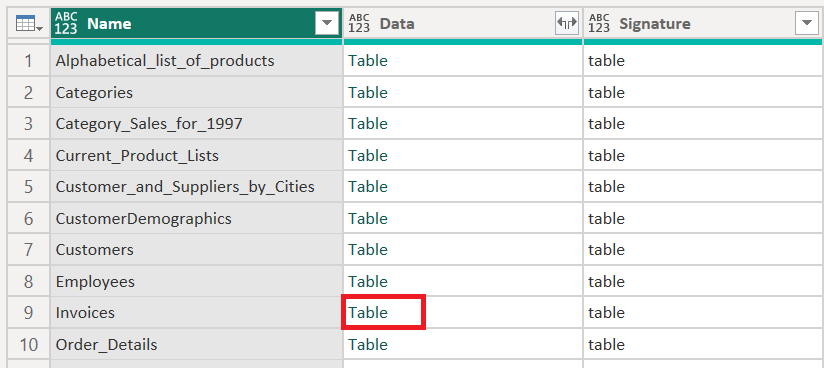 ABC 123 Name ABC 123 Data ABC 123 Signature
1 Alphabetical_list_of_products Table table
2 Categories Table table
3 Category_Sales_for_1997 Table table
4 Current_Product_Lists Table table
5 Customer_and_Suppliers_by_Cities Table table
6 CustomerDemographics Table table
7 Customers Table table
8 Employees Table table
9 Invoices Table table
10 Order_Details Table table